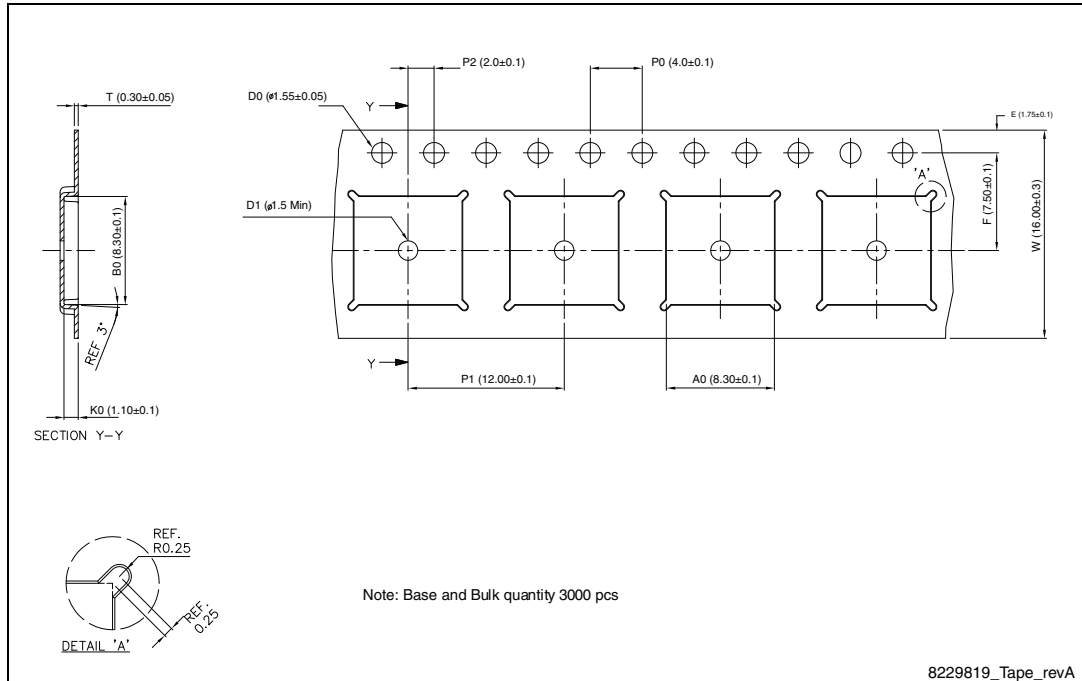 P2 (2.0±0.1)
P0 (4.0±0.1)
T (0.30±0.05)
D0 (ø1.55±0.05)
Y
E (1.75±0.1)
'A'
F (7.50±0.1)
W (16.00±0.3)
D1 (ø1.5 Min)
B0 (8.30±0.1)
REF 3°
Y
P1 (12.00±0.1)
A0 (8.30±0.1)
K0 (1.10±0.1)
SECTION Y-Y
REF.
R0.25
REF.
0.25
DETAIL 'A'
Note: Base and Bulk quantity 3000 pcs
8229819_Tape_revA